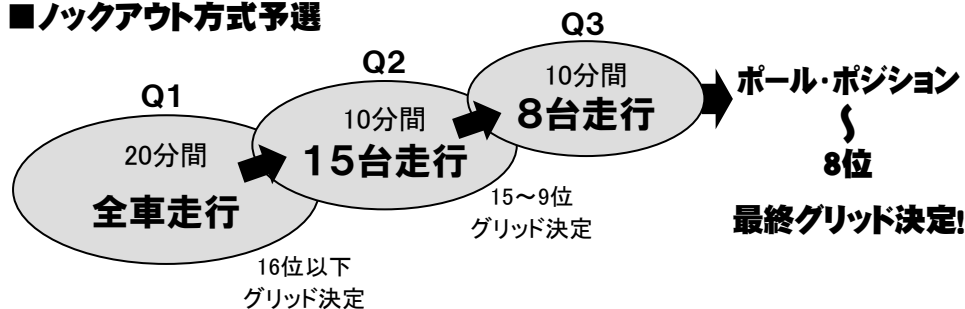 ■ノックアウト方式予選
Q1
20分間
全車走行
16位以下
グリッド決定
Q2
10分間
15台走行
15～9位
グリッド決定
Q3
10分間
8台走行
ポール・ポジション
～
8位
最終グリッド決定!